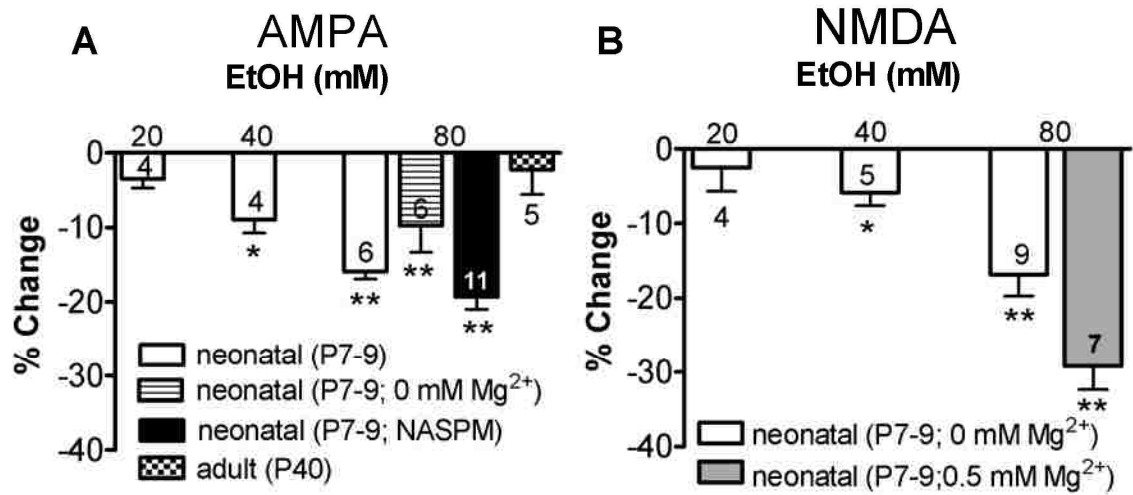 A
AMPA
EtOH (mM)
20 40 80
0
-10
-20
-30
-40
% Change
4
4
6
6
11
5
*
**
**
**
neonatal (P7-9)
neonatal (P7-9; 0 mM Mg²⁺)
neonatal (P7-9; NASPM)
adult (P40)
B
NMDA
EtOH (mM)
20 40 80
0
-10
-20
-30
-40
% Change
4
5
9
7
*
**
**
neonatal (P7-9; 0 mM Mg²⁺)
neonatal (P7-9;0.5 mM Mg²⁺)